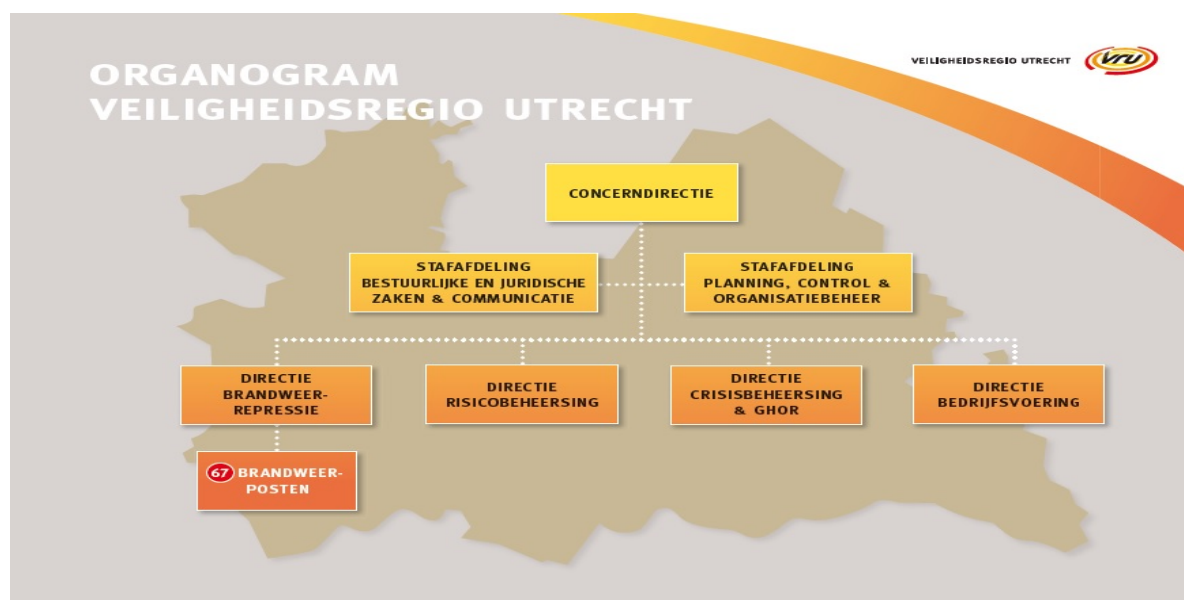 ORGANOGRAM
VEILIGHEIDSREGIO UTRECHT
VEILIGHEIDSREGIO UTRECHT
vru
CONCERNDIRECTIE
STAFAFDELING
BESTUURLIJKE EN JURIDISCHE
ZAKEN & COMMUNICATIE
STAFAFDELING
PLANNING, CONTROL &
ORGANISATIEBEHEER
DIRECTIE
BRANDWEER-
REPRESSIE
DIRECTIE
RISICOBEHEERSING
DIRECTIE
CRISISBEHEERSING
& GHOR
DIRECTIE
BEDRIJFSVOERING
67 BRANDWEER-
POSTEN